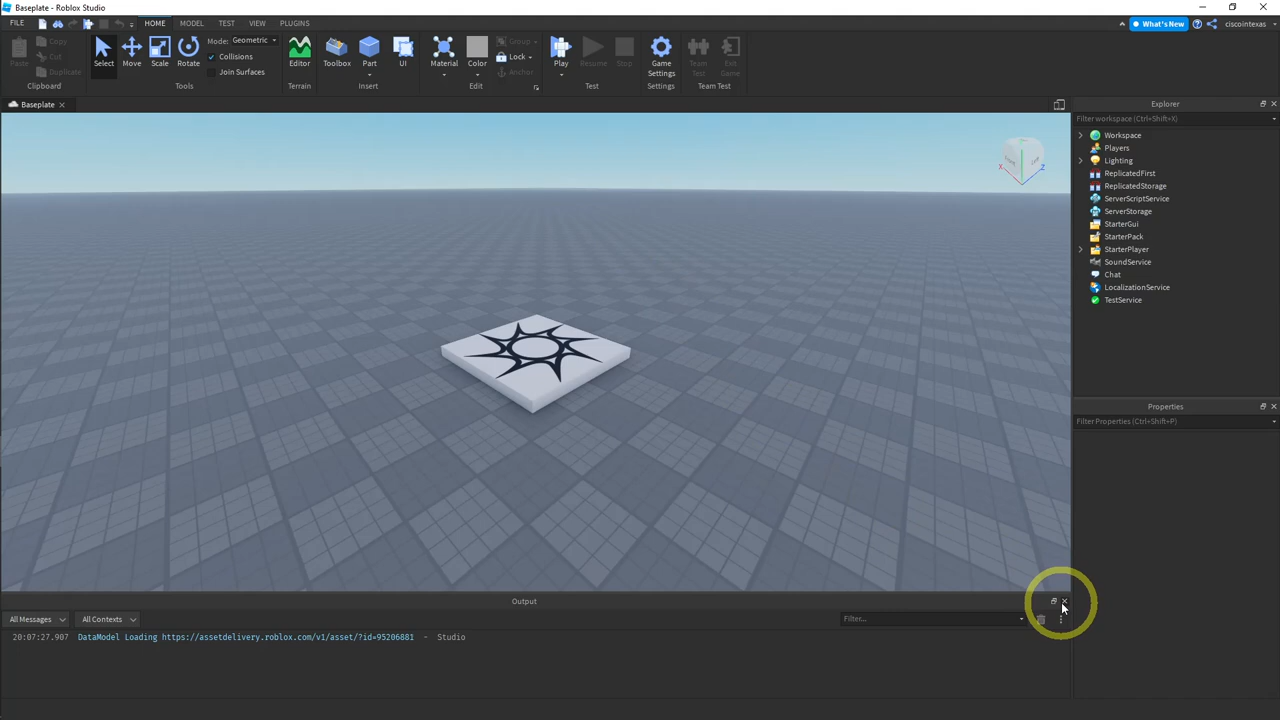 Baseplate - Roblox Studio
FILE HOME MODEL TEST VIEW PLUGINS What's New ciscointexas
Paste Copy Cut Duplicate Clipboard
Select Move Scale Rotate Mode: Geometric Collisions Join Surfaces Tools
Editor Terrain
Toolbox Part UI Insert
Material Color Group Lock Anchor Edit
Play Resume Stop Test
Game Settings Settings
Team Test Exit Game Team Test
Baseplate
Explorer
Filter workspace (Ctrl+Shift+X)
Workspace
Players
Lighting
ReplicatedFirst
ReplicatedStorage
ServerScriptService
ServerStorage
StarterGui
StarterPack
StarterPlayer
SoundService
Chat
LocalizationService
TestService
X Z
Properties
Filter Properties (Ctrl+Shift+P)
Output
All Messages All Contexts Filter...
20:07:27.907 DataModel Loading https://assetdelivery.roblox.com/v1/asset/?id=95206881 - Studio